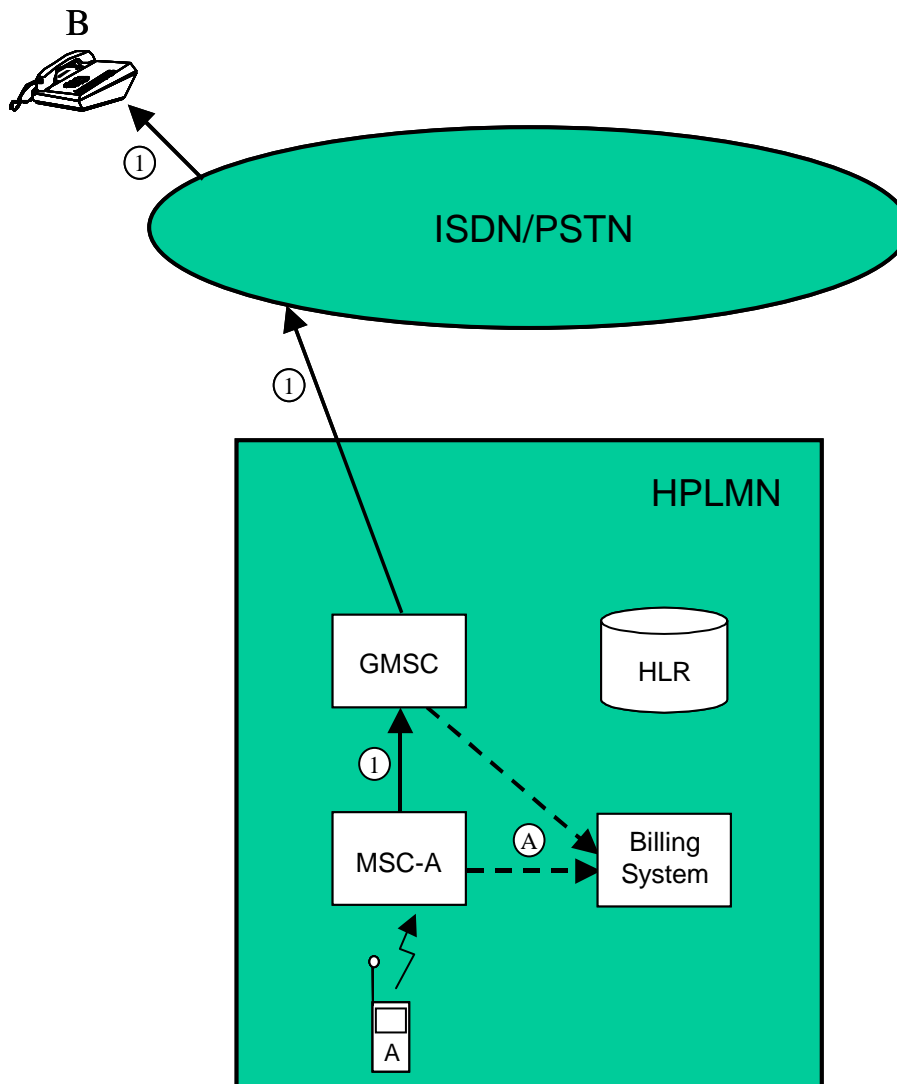 B
1
ISDN/PSTN
1
HPLMN
GMSC
HLR
1
A
MSC-A
Billing
System
A